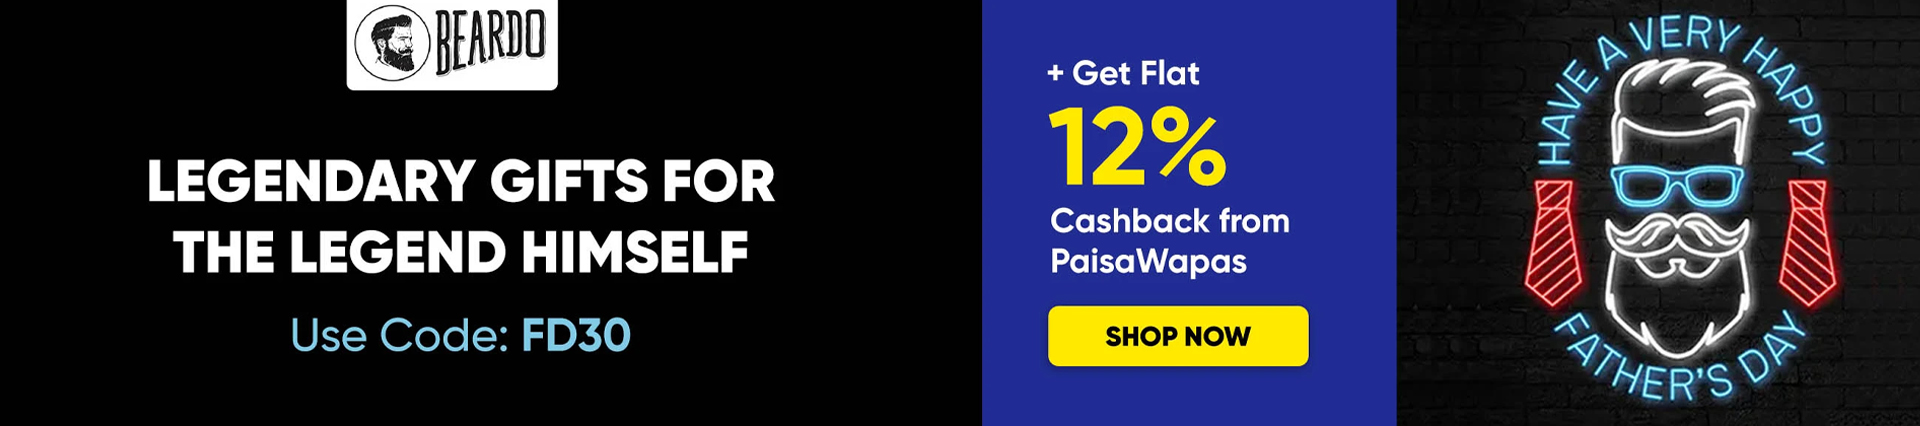 BEARDO
LEGENDARY GIFTS FOR
THE LEGEND HIMSELF
Use Code: FD30
+ Get Flat
12%
Cashback from
PaisaWapas
SHOP NOW
HAVE A VERY HAPPY
FATHER'S DAY